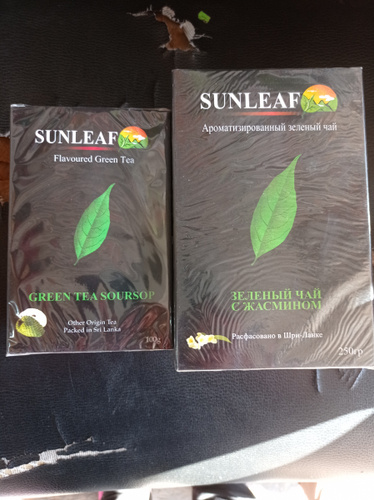 SUNLEAF
Flavoured Green Tea
GREEN TEA SOURSOP
Other Origin Tea
Packed in Sri Lanka
100g
SUNLEAF
Ароматизированный зеленый чай
ЗЕЛЕНЫЙ ЧАЙ
С ЖАСМИНОМ
Расфасовано в Шри-Ланке
250гр